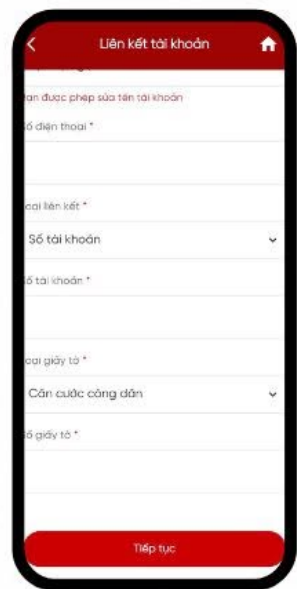 Liên kết tài khoản
ạn được phép sửa tên tài khoản
ố điện thoại *
oại liên kết *
Số tài khoản
ố tài khoản *
oại giấy tờ *
Căn cước công dân
ố giấy tờ *
Tiếp tục